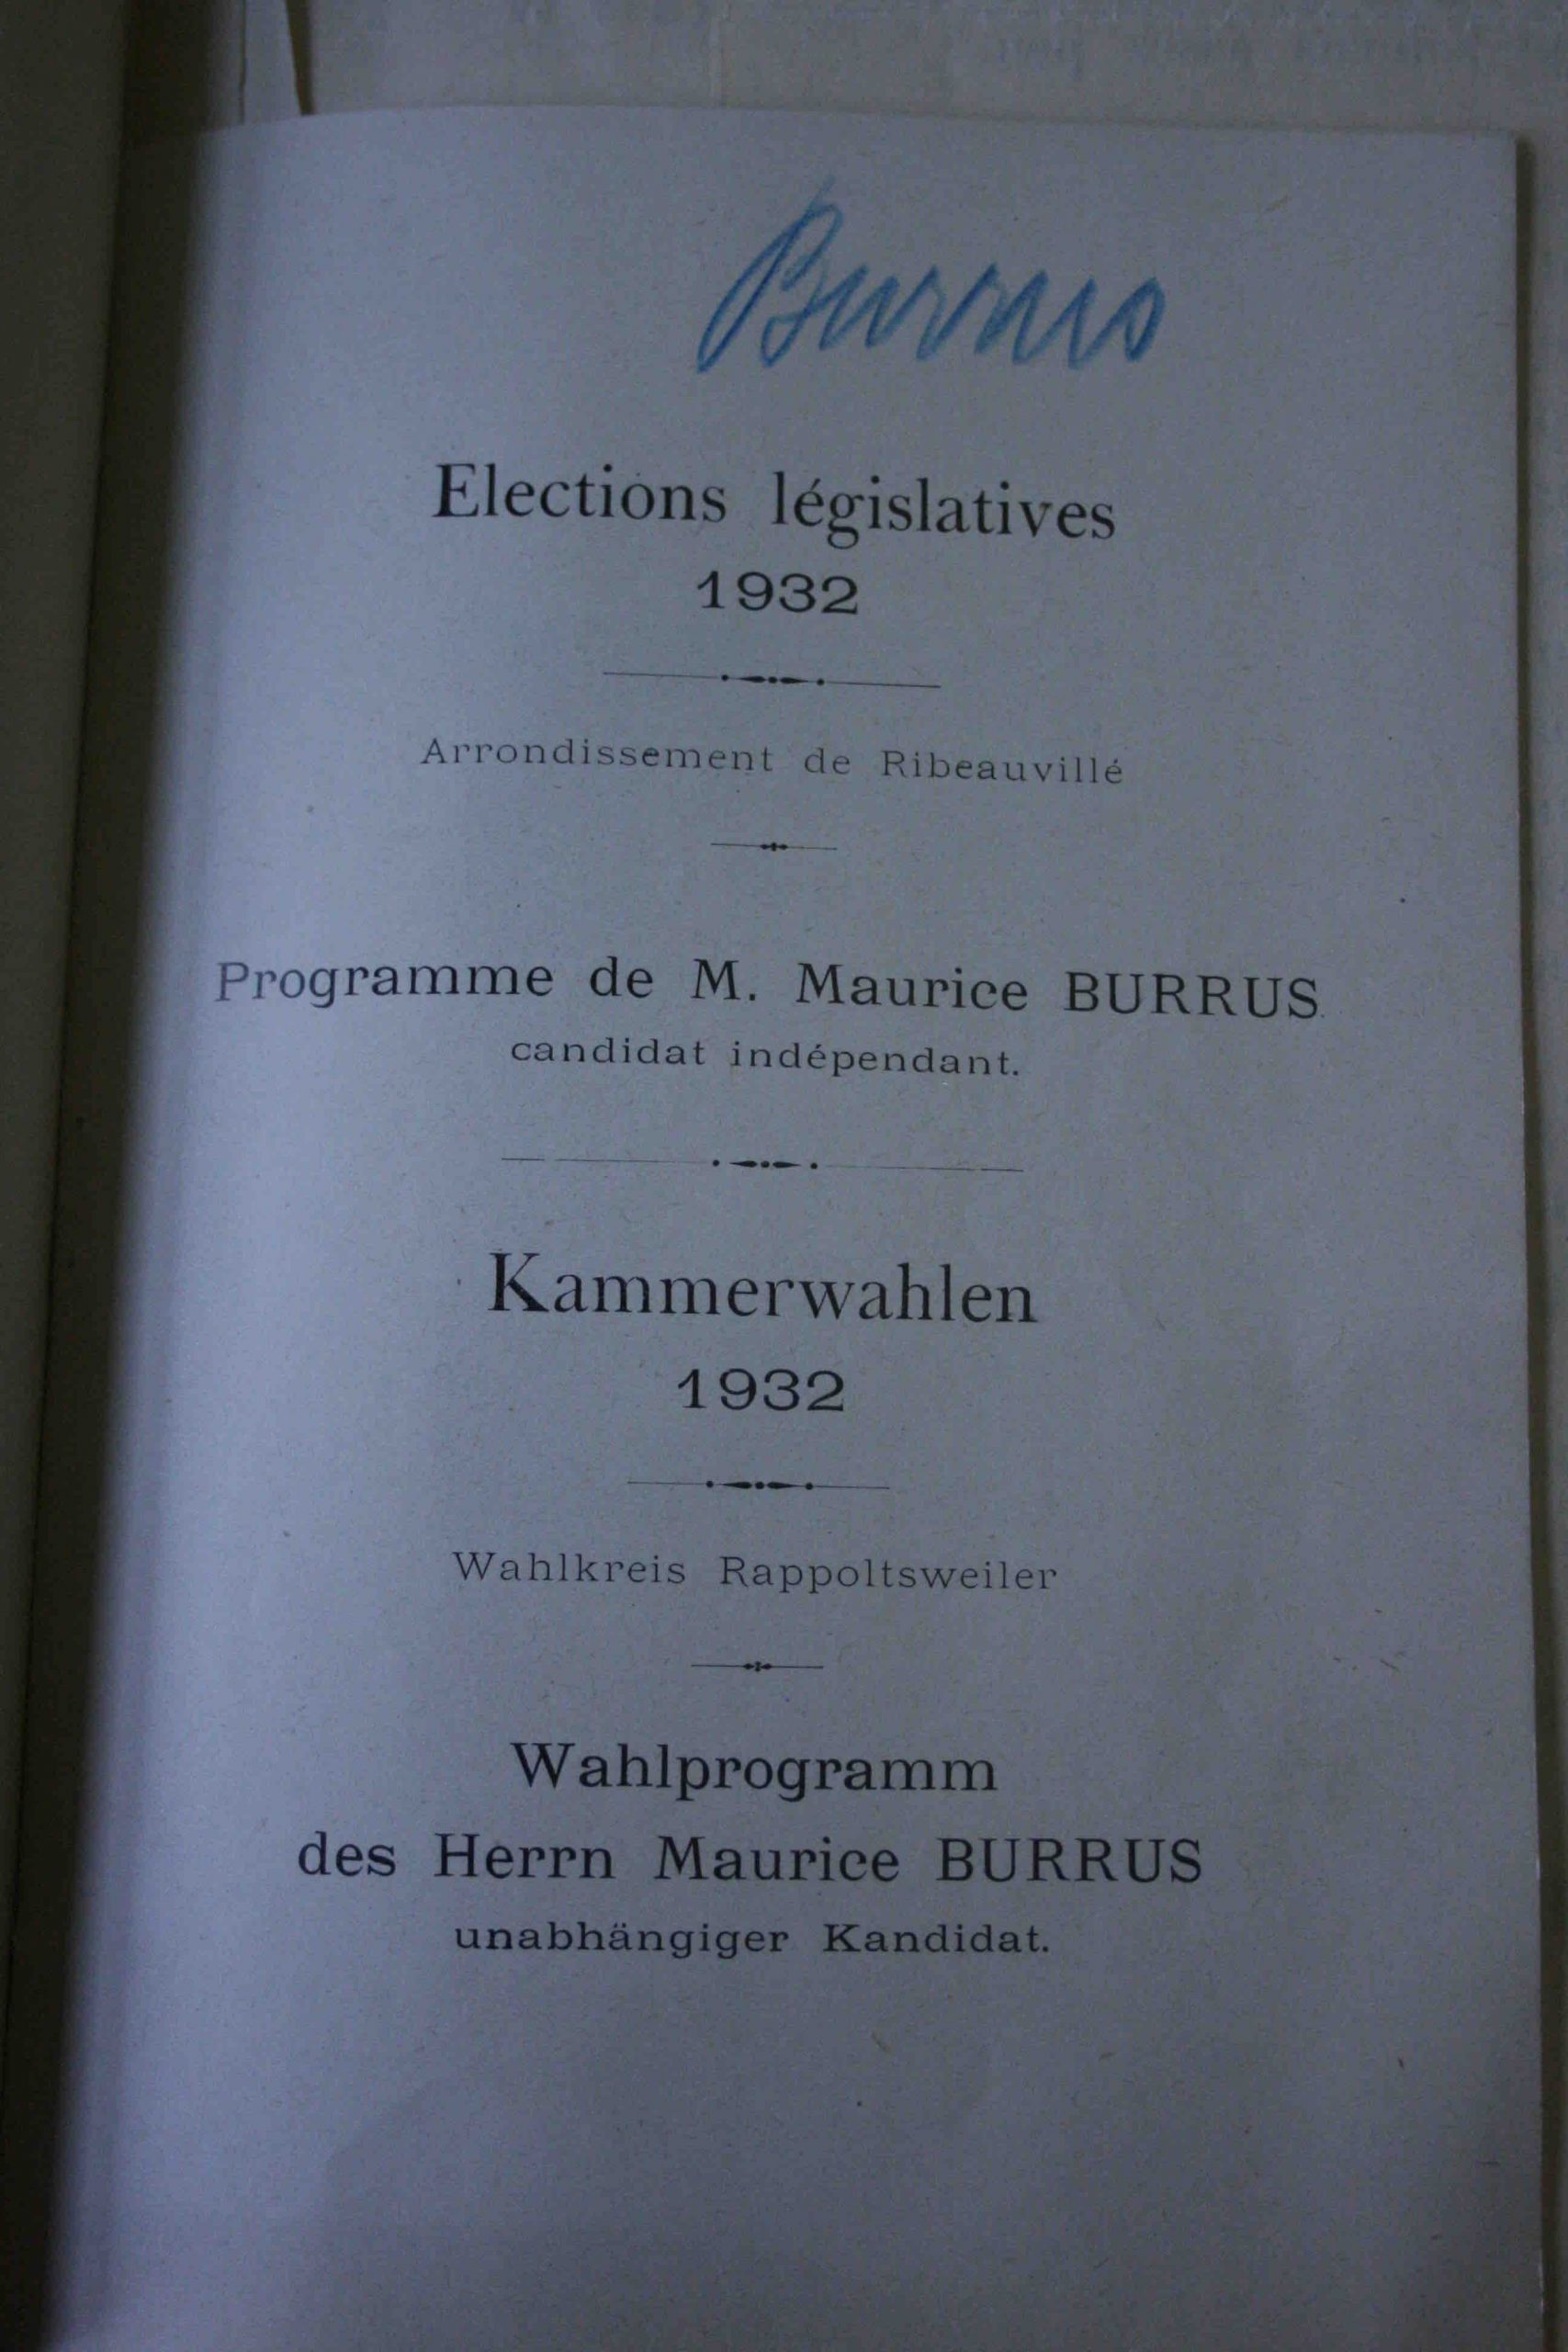 Burrus
Elections législatives
1932
Arrondissement de Ribeauvillé
Programme de M. Maurice BURRUS
candidat indépendant.
Kammerwahlen
1932
Wahlkreis Rappoltsweiler
Wahlprogramm
des Herrn Maurice BURRUS
unabhängiger Kandidat.